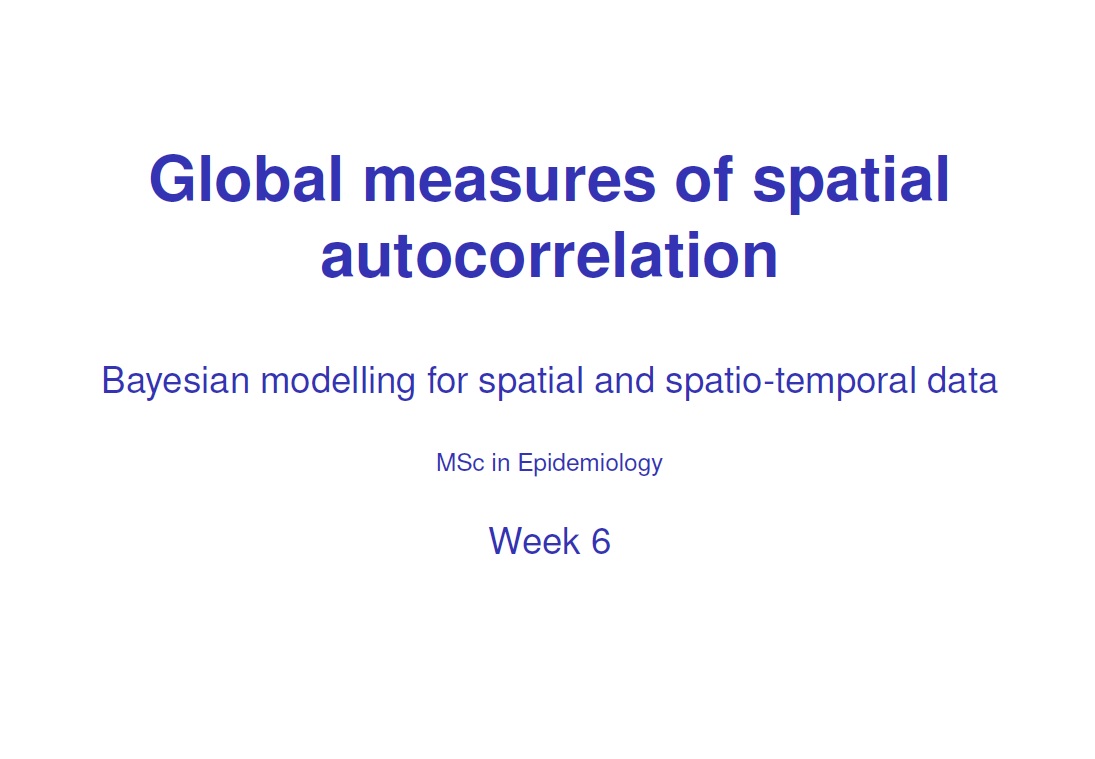 Global measures of spatial
autocorrelation
Bayesian modelling for spatial and spatio-temporal data
MSc in Epidemiology
Week 6